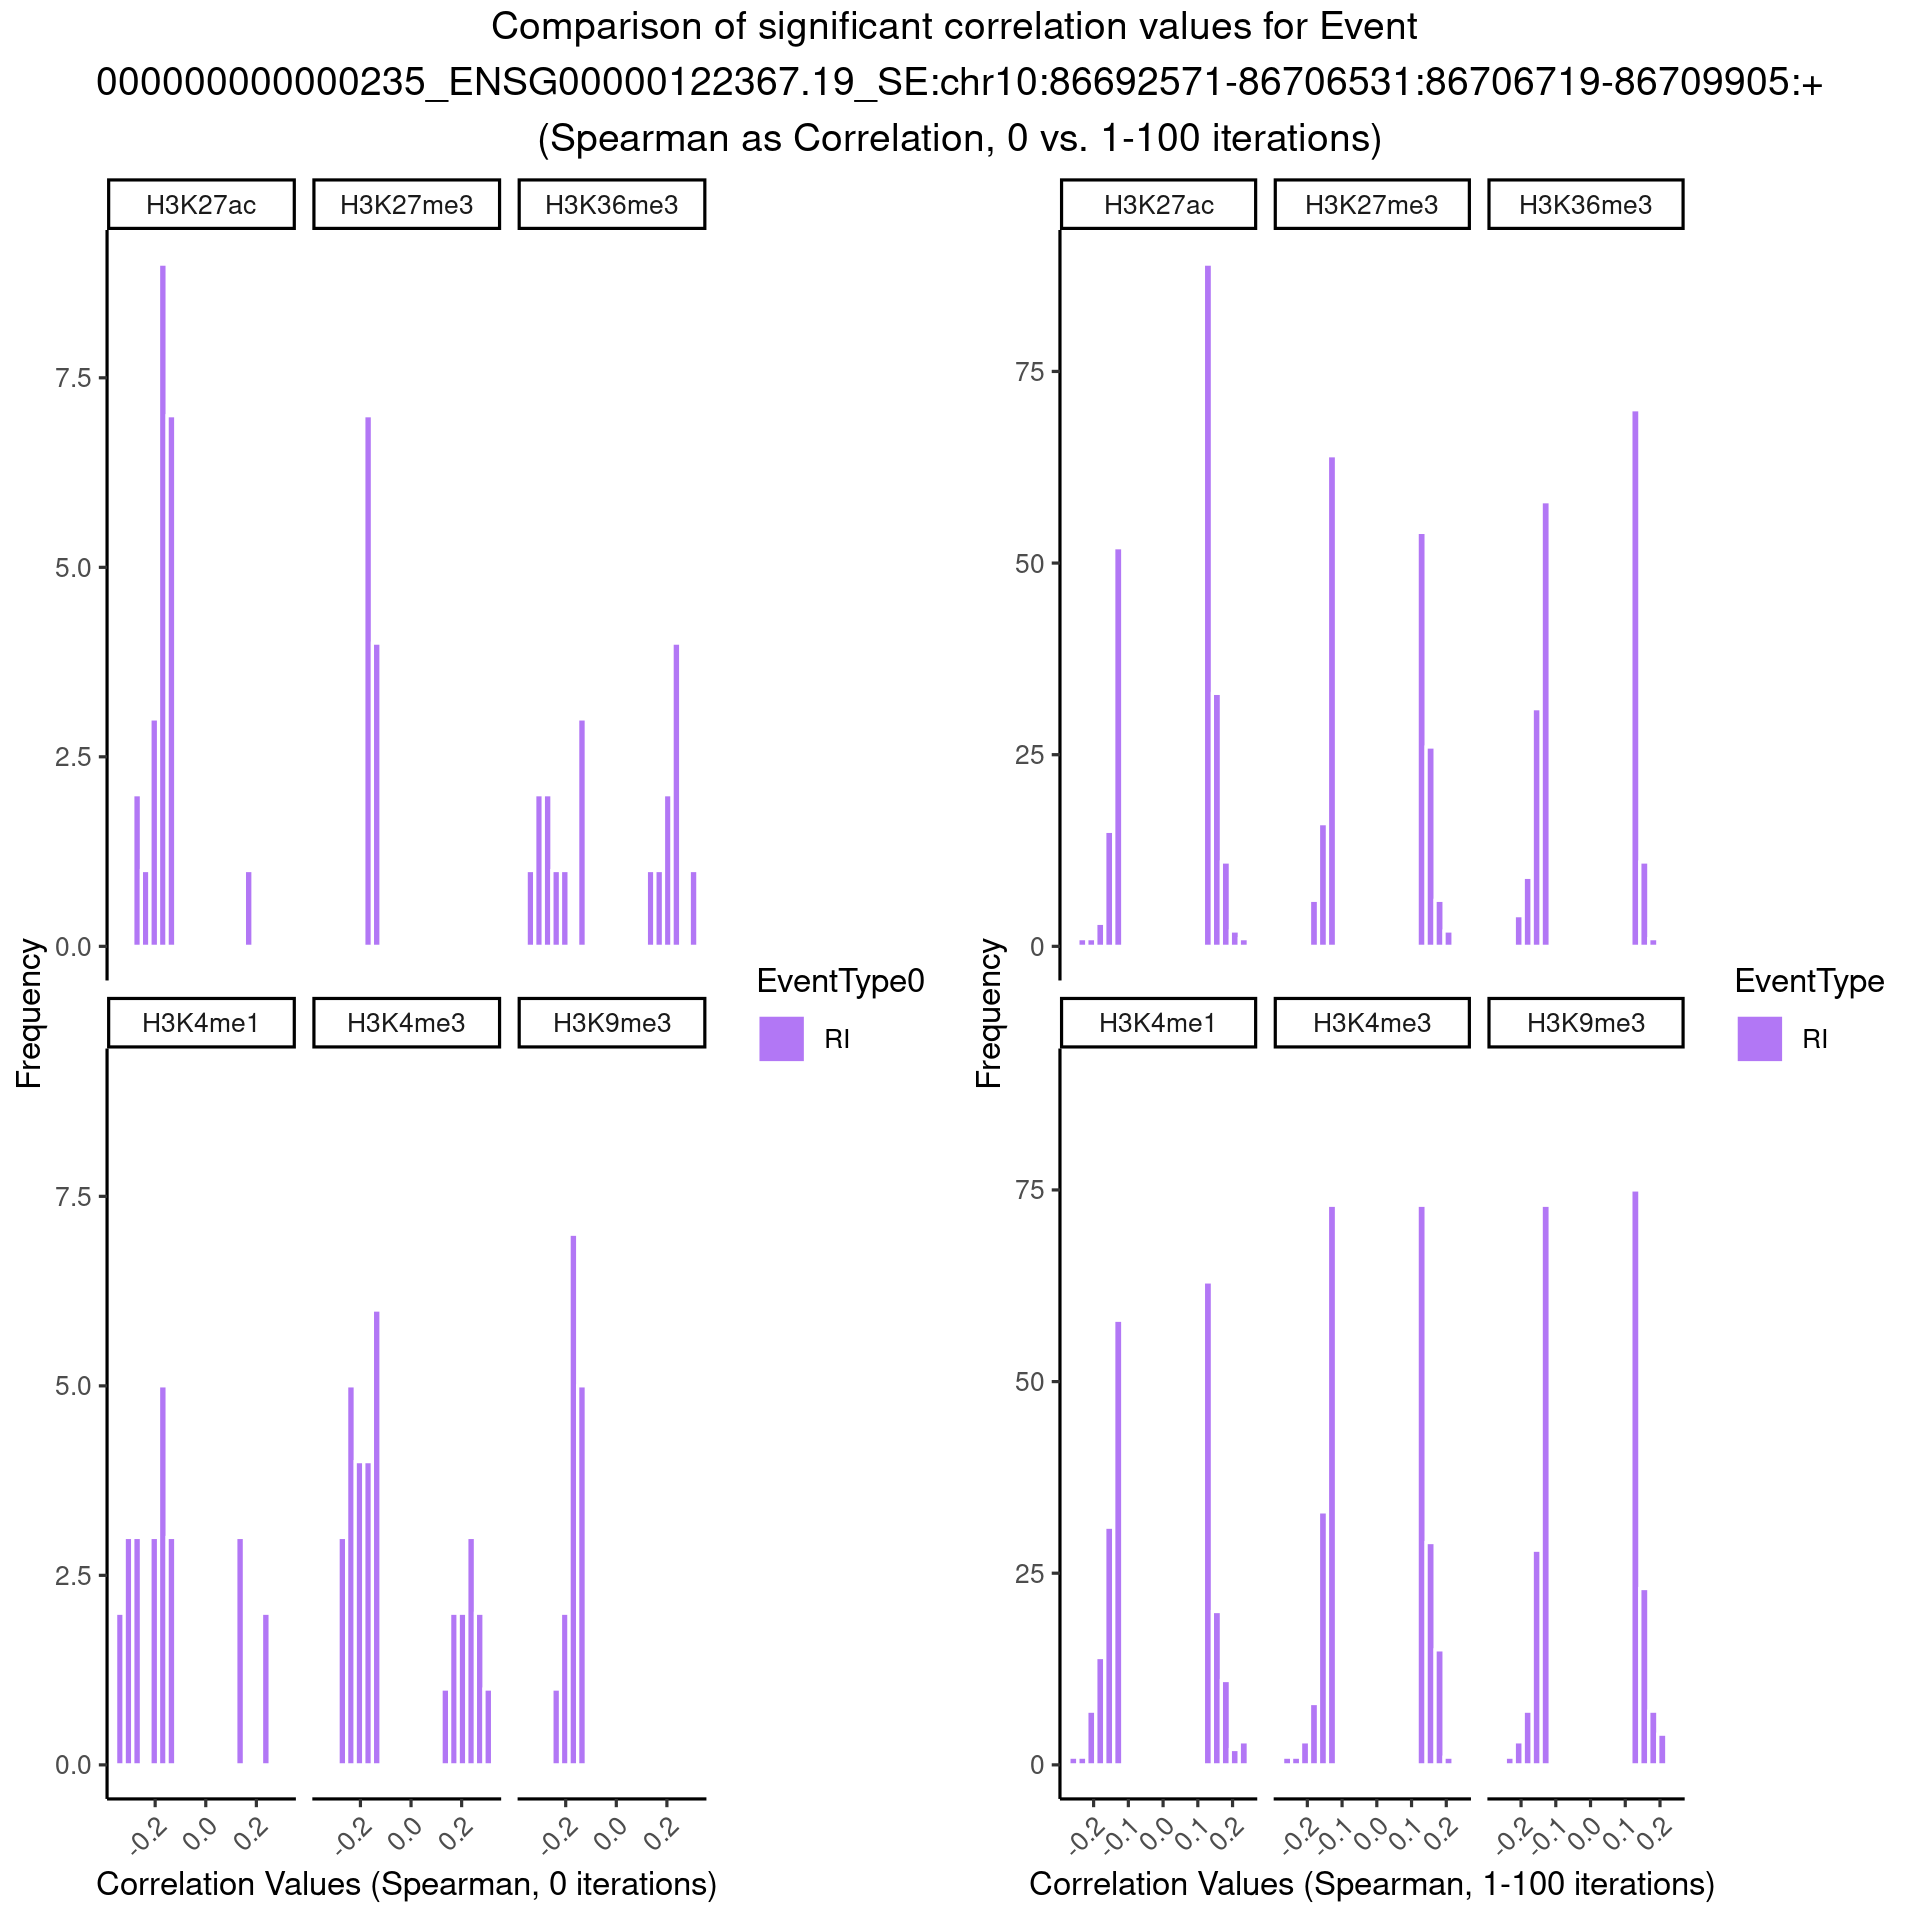 Comparison of significant correlation values for Event
000000000000235_ENSG00000122367.19_SE:chr10:86692571-86706531:86706719-86709905:+
(Spearman as Correlation, 0 vs. 1-100 iterations)
H3K27ac H3K27me3 H3K36me3
7.5
5.0
2.5
0.0
H3K4me1 H3K4me3 H3K9me3
7.5
5.0
2.5
0.0
Frequency
-0.2 0.0 0.2 -0.2 0.0 0.2 -0.2 0.0 0.2
Correlation Values (Spearman, 0 iterations)
EventType0
RI
H3K27ac H3K27me3 H3K36me3
75
50
25
0
H3K4me1 H3K4me3 H3K9me3
75
50
25
0
Frequency
-0.2 -0.1 0.0 0.1 0.2 -0.2 -0.1 0.0 0.1 0.2 -0.2 -0.1 0.0 0.1 0.2
Correlation Values (Spearman, 1-100 iterations)
EventType
RI